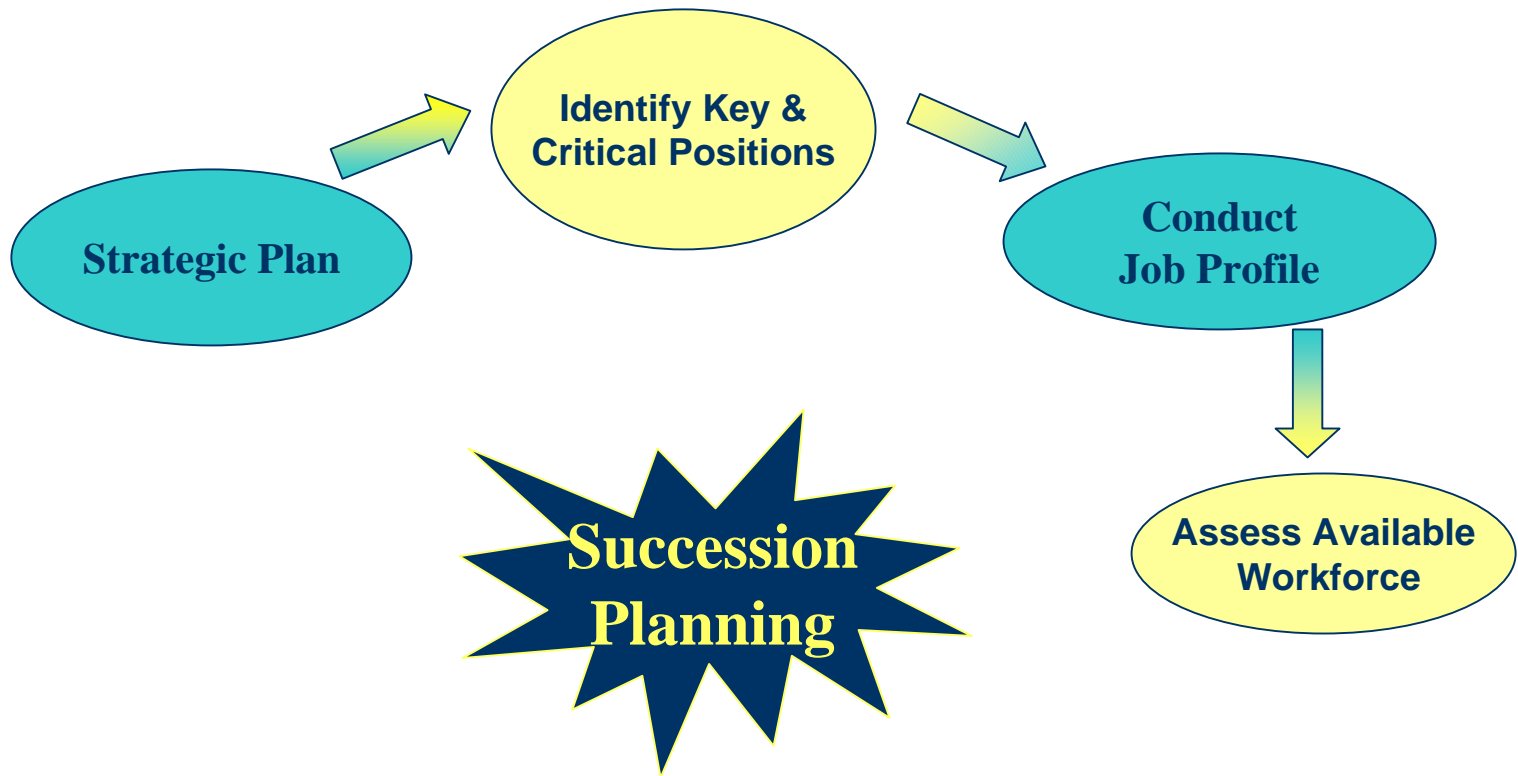 Strategic Plan
Identify Key &
Critical Positions
Conduct
Job Profile
Assess Available
Workforce
Succession
Planning